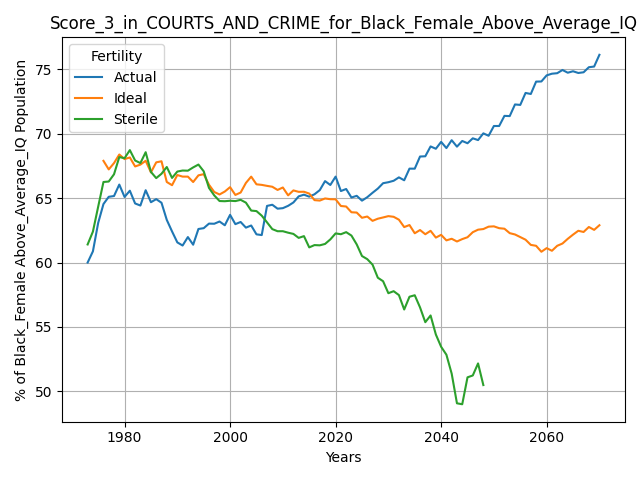 Score_3_in_COURTS_AND_CRIME_for_Black_Female_Above_Average_IQ
% of Black_Female Above_Average_IQ Population
Fertility
Actual
Ideal
Sterile
75
70
65
60
55
50
1980
2000
2020
2040
2060
Years